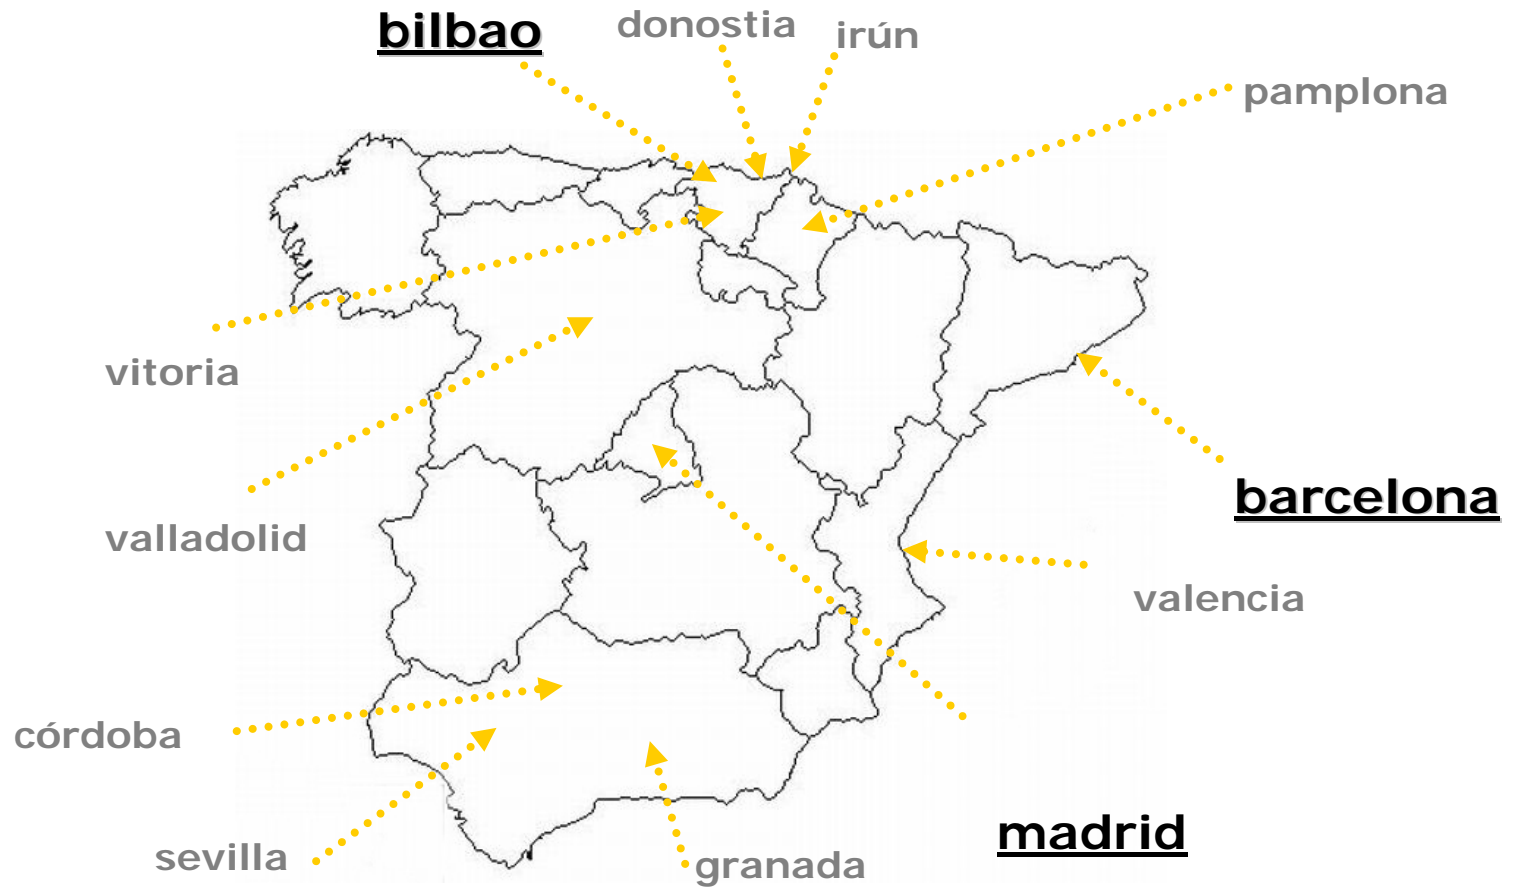 bilbao
donostia
irún
pamplona
vitoria
barcelona
valladolid
valencia
córdoba
madrid
sevilla
granada